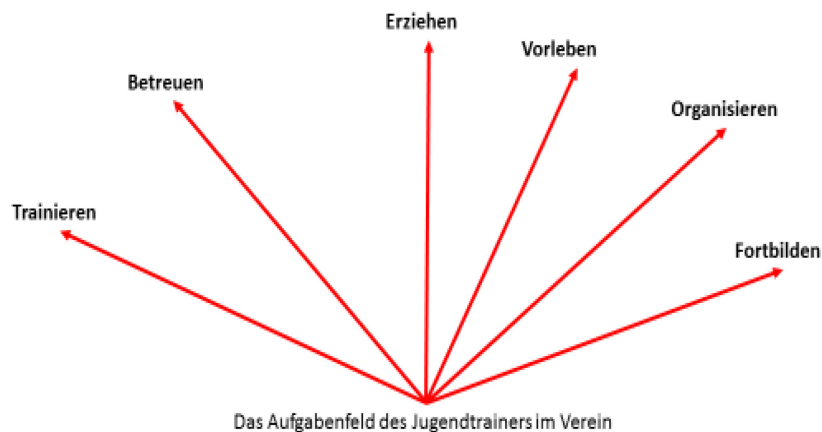 Erziehen
Vorleben
Betreuen
Organisieren
Trainieren
Fortbilden
Das Aufgabenfeld des Jugendtrainers im Verein